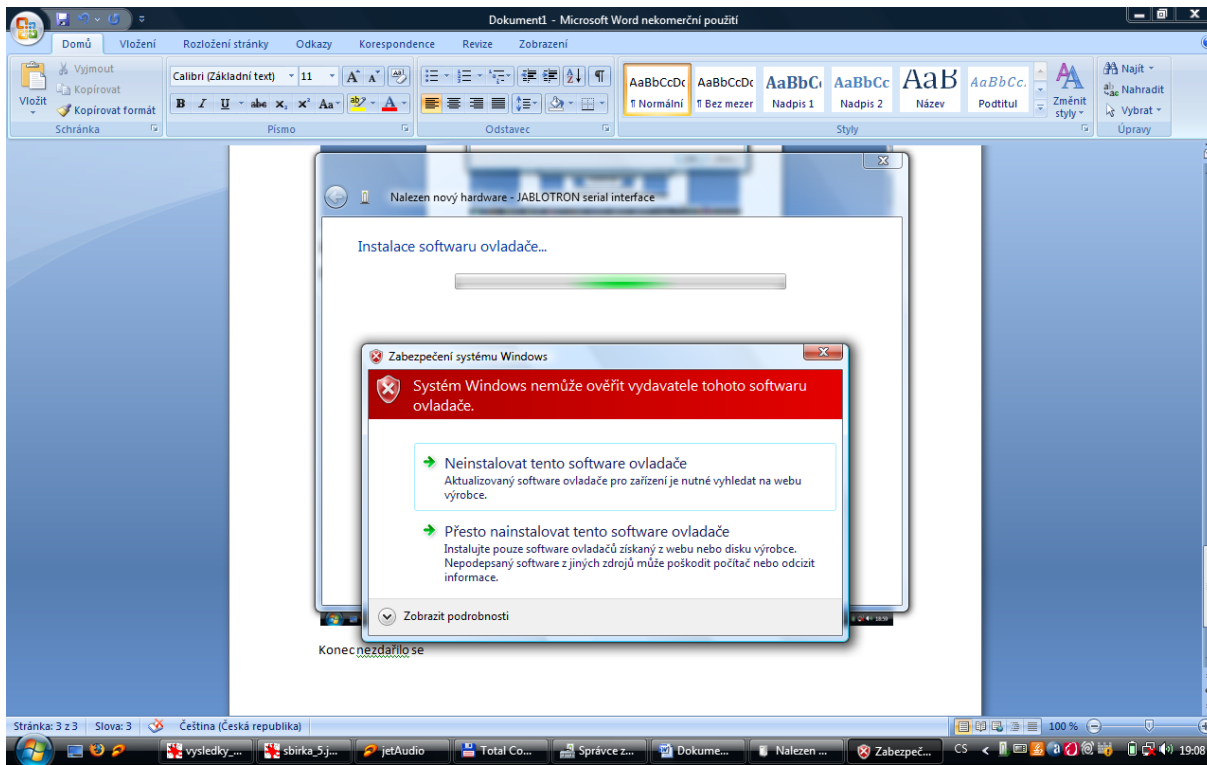 Dokument1 - Microsoft Word nekomerční použití
Domů Vložení Rozložení stránky Odkazy Korespondence Revize Zobrazení
Vložit
Vyjmout
Kopírovat
Kopírovat formát
Schránka
Calibri (Základní text) 11
B I U abe x₂ x² Aa A
Písmo
Odstavec
AaBbCcDc AaBbCcDc AaBbC AaBbCc AaB AaBbCc.
¶ Normální ¶ Bez mezer Nadpis 1 Nadpis 2 Název Podtitul
Změnit
styly
Styly
Najít
Nahradit
Vybrat
Úpravy
Nalezen nový hardware - JABLOTRON serial interface
Instalace softwaru ovladače...
Zabezpečení systému Windows
Systém Windows nemůže ověřit vydavatele tohoto softwaru
ovladače.
Neinstalovat tento software ovladače
Aktualizovaný software ovladače pro zařízení je nutné vyhledat na webu
výrobce.
Přesto nainstalovat tento software ovladače
Instalujte pouze software ovladačů získaný z webu nebo disku výrobce.
Nepodepsaný software z jiných zdrojů může poškodit počítač nebo odcizit
informace.
Zobrazit podrobnosti
18:59
Konec nezdařilo se
Stránka: 3 z 3 Slova: 3 Čeština (Česká republika) 100 %
vysledky_... sbirka_5.j... jetAudio Total Co... Správce z... Dokume... Nalezen ... Zabezpeč... CS 19:08